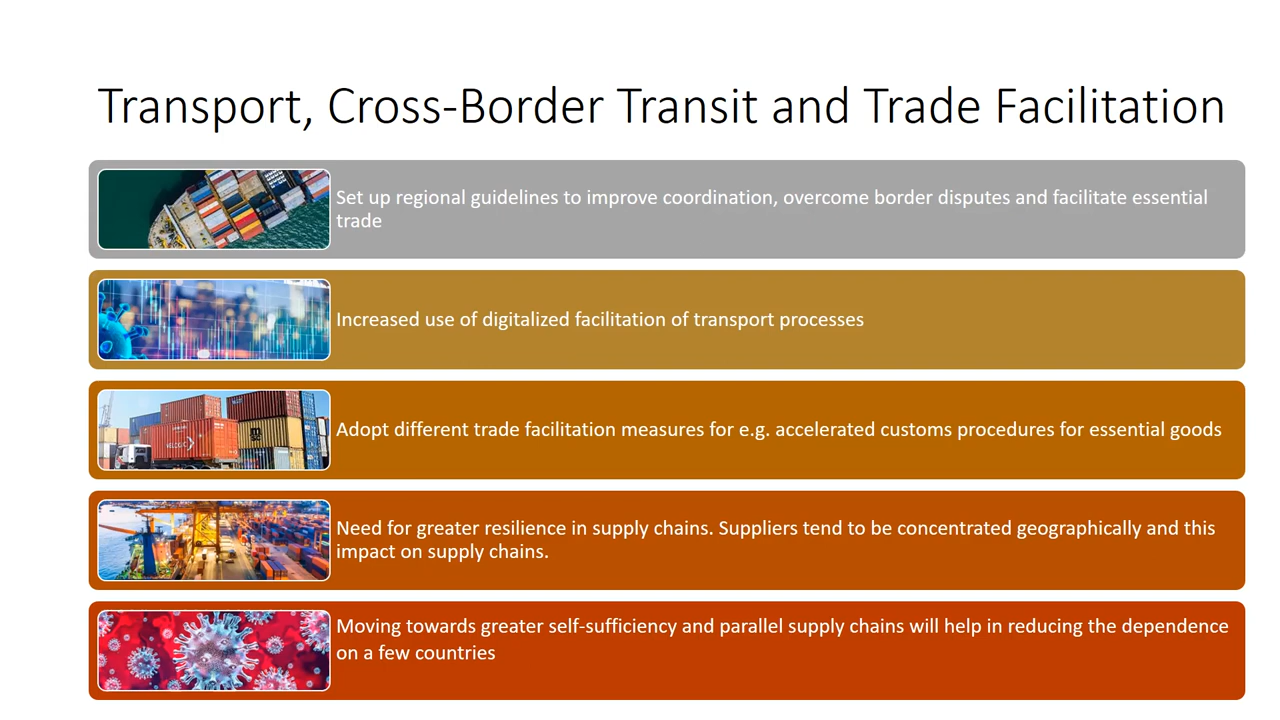 Transport, Cross-Border Transit and Trade Facilitation
Set up regional guidelines to improve coordination, overcome border disputes and facilitate essential
trade
Increased use of digitalized facilitation of transport processes
Adopt different trade facilitation measures for e.g. accelerated customs procedures for essential goods
Need for greater resilience in supply chains. Suppliers tend to be concentrated geographically and this
impact on supply chains.
Moving towards greater self-sufficiency and parallel supply chains will help in reducing the dependence
on a few countries